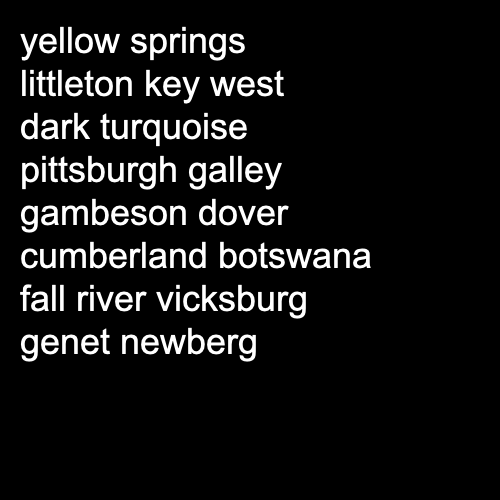 yellow springs
littleton key west
dark turquoise
pittsburgh galley
gambeson dover
cumberland botswana
fall river vicksburg
genet newberg